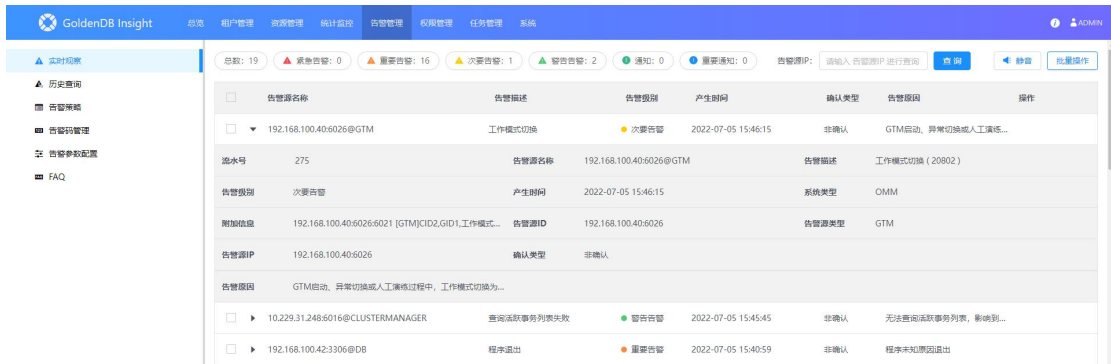 GoldenDB Insight 总览 租户管理 资源管理 统计监控 告警管理 权限管理 任务管理 系统 ADMIN
实时观察 总数：19 紧急告警：0 重要告警：16 次要告警：1 警告告警：2 通知：0 重要通知：0 告警源IP： 请输入 告警源IP 进行查询 查询 静音 批量操作
历史查询
告警策略
告警码管理
告警参数配置
FAQ
告警源名称 告警描述 告警级别 产生时间 确认类型 告警原因 操作
192.168.100.40:6026@GTM 工作模式切换 次要告警 2022-07-05 15:46:15 非确认 GTM启动、异常切换或人工演练...
流水号 275 告警源名称 192.168.100.40:6026@GTM 告警描述 工作模式切换 ( 20802 )
告警级别 次要告警 产生时间 2022-07-05 15:46:15 系统类型 OMM
附加信息 192.168.100.40:6026:6021 [GTM]CID2,GID1,工作模式... 告警源ID 192.168.100.40:6026 告警源类型 GTM
告警源IP 192.168.100.40:6026 确认类型 非确认
告警原因 GTM启动、异常切换或人工演练过程中，工作模式切换为...
10.229.31.248:6016@CLUSTERMANAGER 查询活跃事务列表失败 警告告警 2022-07-05 15:45:45 非确认 无法查询活跃事务列表，影响到...
192.168.100.42:3306@DB 程序退出 重要告警 2022-07-05 15:40:59 非确认 程序未知原因退出